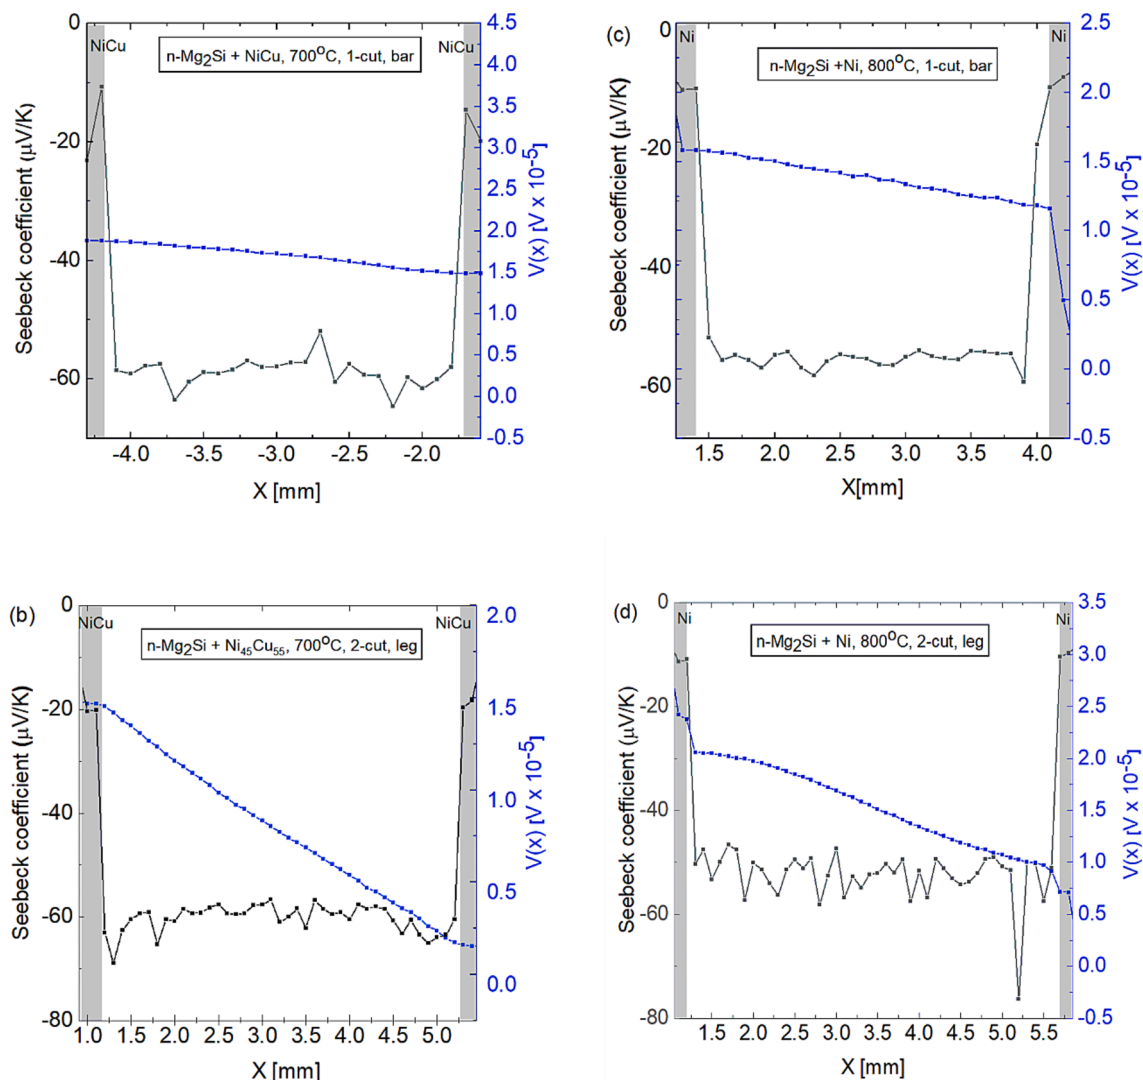 NiCu
NiCu
n-Mg₂Si + NiCu, 700°C, 1-cut, bar
0
-20
-40
-60
Seebeck coefficient (μV/K)
4.5
4.0
3.5
3.0
2.5
2.0
1.5
1.0
0.5
0.0
-0.5
V(x) [V x 10⁻⁵]
-4.0 -3.5 -3.0 -2.5 -2.0
X [mm]
(c)
Ni
Ni
n-Mg₂Si +Ni, 800°C, 1-cut, bar
0
-20
-40
-60
Seebeck coefficient (μV/K)
2.5
2.0
1.5
1.0
0.5
0.0
-0.5
V(x) [V x 10⁻⁵]
1.5 2.0 2.5 3.0 3.5 4.0
X[mm]
(b)
NiCu
NiCu
n-Mg₂Si + Ni₄₅Cu₅₅, 700°C, 2-cut, leg
0
-20
-40
-60
-80
Seebeck coefficient (μV/K)
2.0
1.5
1.0
0.5
0.0
V(x) [V x 10⁻⁵]
1.0 1.5 2.0 2.5 3.0 3.5 4.0 4.5 5.0
X [mm]
(d)
Ni
Ni
n-Mg₂Si + Ni, 800°C, 2-cut, leg
0
-20
-40
-60
-80
Seebeck coefficient (μV/K)
3.5
3.0
2.5
2.0
1.5
1.0
0.5
0.0
-0.5
V(x) [V x 10⁻⁵]
1.5 2.0 2.5 3.0 3.5 4.0 4.5 5.0 5.5
X [mm]